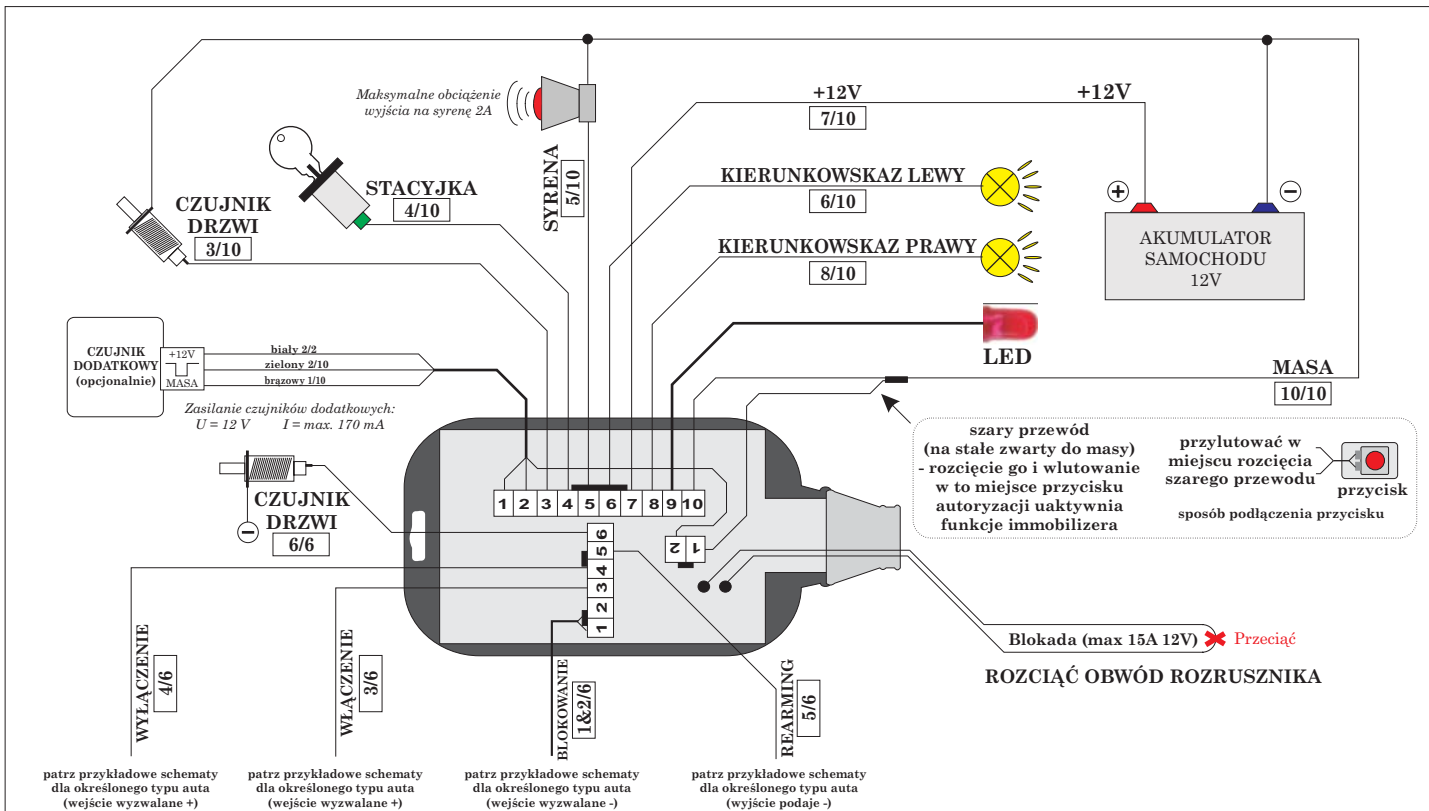 Maksymalne obciążenie
wyjścia na syrenę 2A
SYRENA
5/10
+12V
7/10
+12V
STACYJKA
4/10
CZUJNIK
DRZWI
3/10
KIERUNKOWSKAZ LEWY
6/10
KIERUNKOWSKAZ PRAWY
8/10
+
−
AKUMULATOR
SAMOCHODU
12V
LED
CZUJNIK
DODATKOWY
(opcjonalnie)
+12V
MASA
biały 2/2
zielony 2/10
brązowy 1/10
Zasilanie czujników dodatkowych:
U = 12 V I = max. 170 mA
MASA
10/10
szary przewód
(na stałe zwarty do masy)
- rozcięcie go i wlutowanie
w to miejsce przycisku
autoryzacji uaktywnia
funkcje immobilizera
przylutować w
miejscu rozcięcia
szarego przewodu
przycisk
sposób podłączenia przycisku
CZUJNIK
DRZWI
6/6
−
1 2 3 4 5 6 7 8 9 10
6
5
4
3
2
1
2 1
Blokada (max 15A 12V)
Przeciąć
ROZCIĄĆ OBWÓD ROZRUSZNIKA
WYŁĄCZENIE
4/6
WŁĄCZENIE
3/6
BLOKOWANIE
1&2/6
REARMING
5/6
patrz przykładowe schematy
dla określonego typu auta
(wejście wyzwalane +)
patrz przykładowe schematy
dla określonego typu auta
(wejście wyzwalane +)
patrz przykładowe schematy
dla określonego typu auta
(wejście wyzwalane -)
patrz przykładowe schematy
dla określonego typu auta
(wyjście podaje -)